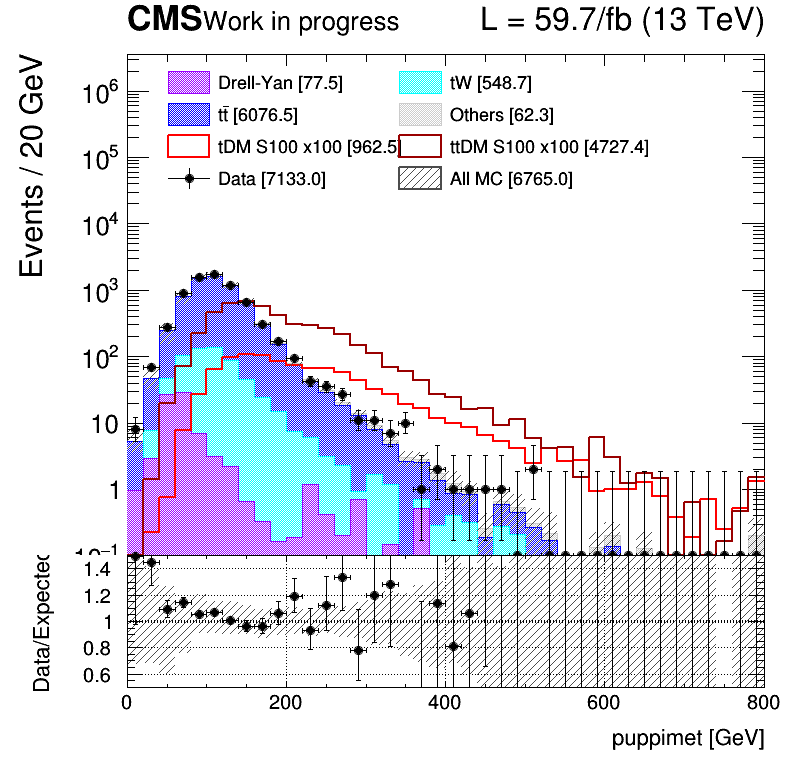 CMS Work in progress L = 59.7/fb (13 TeV)
Events / 20 GeV
Drell-Yan [77.5] tW [548.7]
tt̄ [6076.5] Others [62.3]
tDM S100 x100 [962.5] ttDM S100 x100 [4727.4]
Data [7133.0] All MC [6765.0]
10⁶
10⁵
10⁴
10³
10²
10
1
10⁻¹
Data/Expected
1.4
1.2
1
0.8
0.6
0 200 400 600 800
puppimet [GeV]